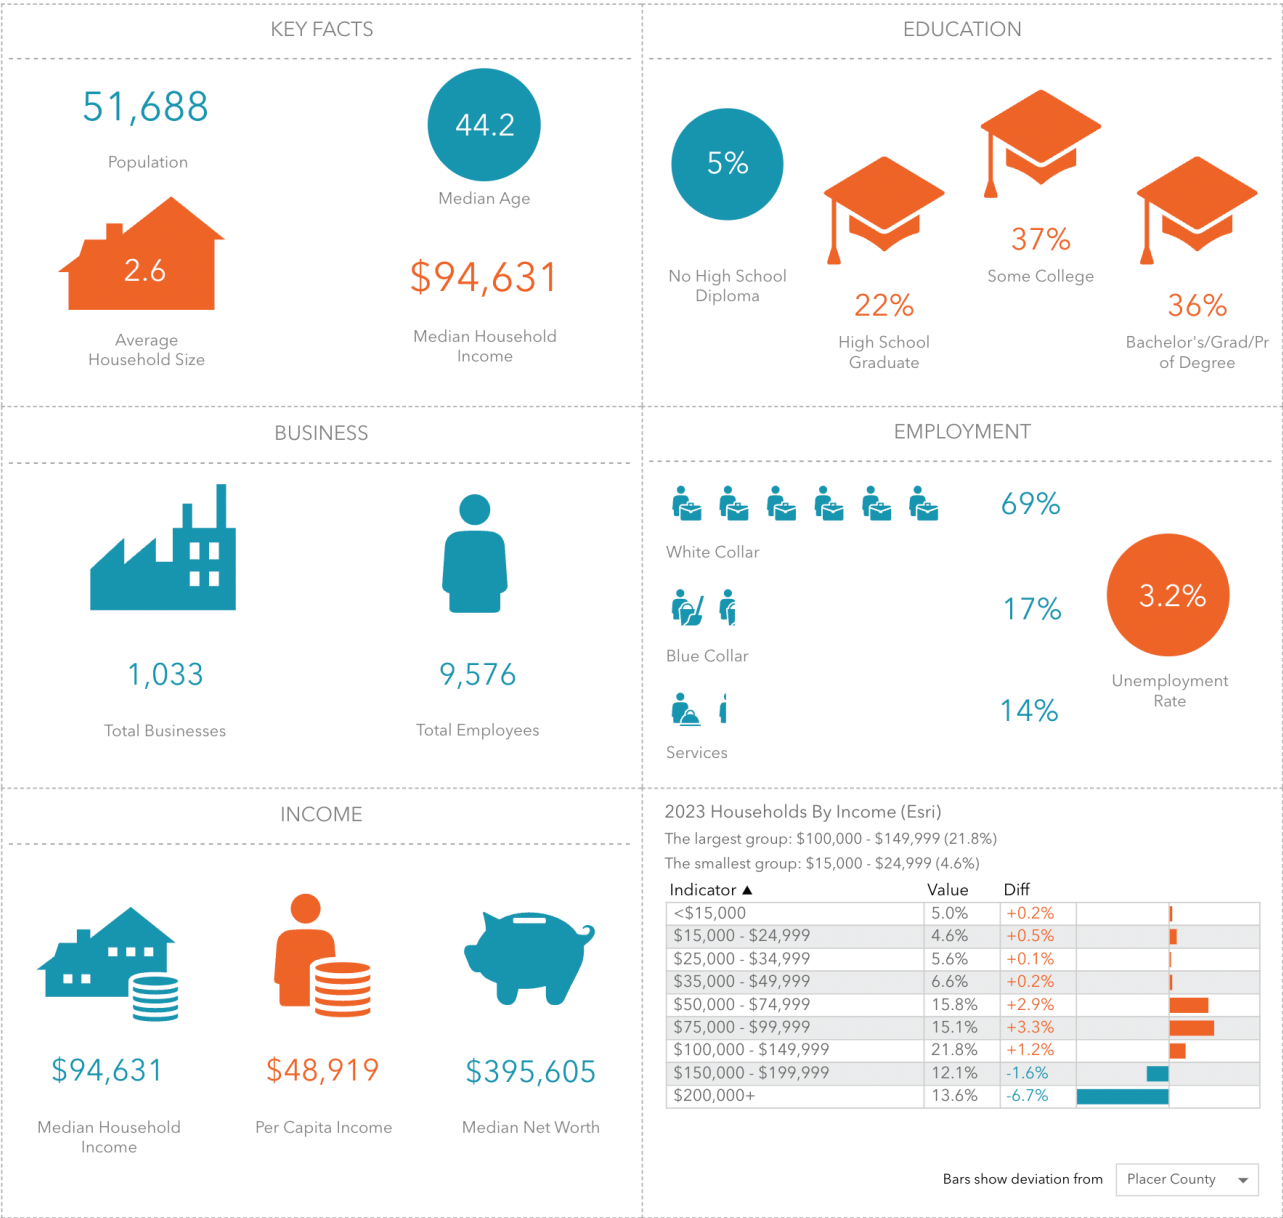 KEY FACTS
51,688
Population
44.2
Median Age
2.6
Average
Household Size
$94,631
Median Household
Income
EDUCATION
5%
No High School
Diploma
22%
High School
Graduate
37%
Some College
36%
Bachelor's/Grad/Pr
of Degree
BUSINESS
1,033
Total Businesses
9,576
Total Employees
EMPLOYMENT
69%
White Collar
17%
Blue Collar
14%
Services
3.2%
Unemployment
Rate
INCOME
$94,631
Median Household
Income
$48,919
Per Capita Income
$395,605
Median Net Worth
2023 Households By Income (Esri)
The largest group: $100,000 - $149,999 (21.8%)
The smallest group: $15,000 - $24,999 (4.6%)
Indicator ▲ Value Diff
<$15,000 5.0% +0.2%
$15,000 - $24,999 4.6% +0.5%
$25,000 - $34,999 5.6% +0.1%
$35,000 - $49,999 6.6% +0.2%
$50,000 - $74,999 15.8% +2.9%
$75,000 - $99,999 15.1% +3.3%
$100,000 - $149,999 21.8% +1.2%
$150,000 - $199,999 12.1% -1.6%
$200,000+ 13.6% -6.7%
Bars show deviation from Placer County